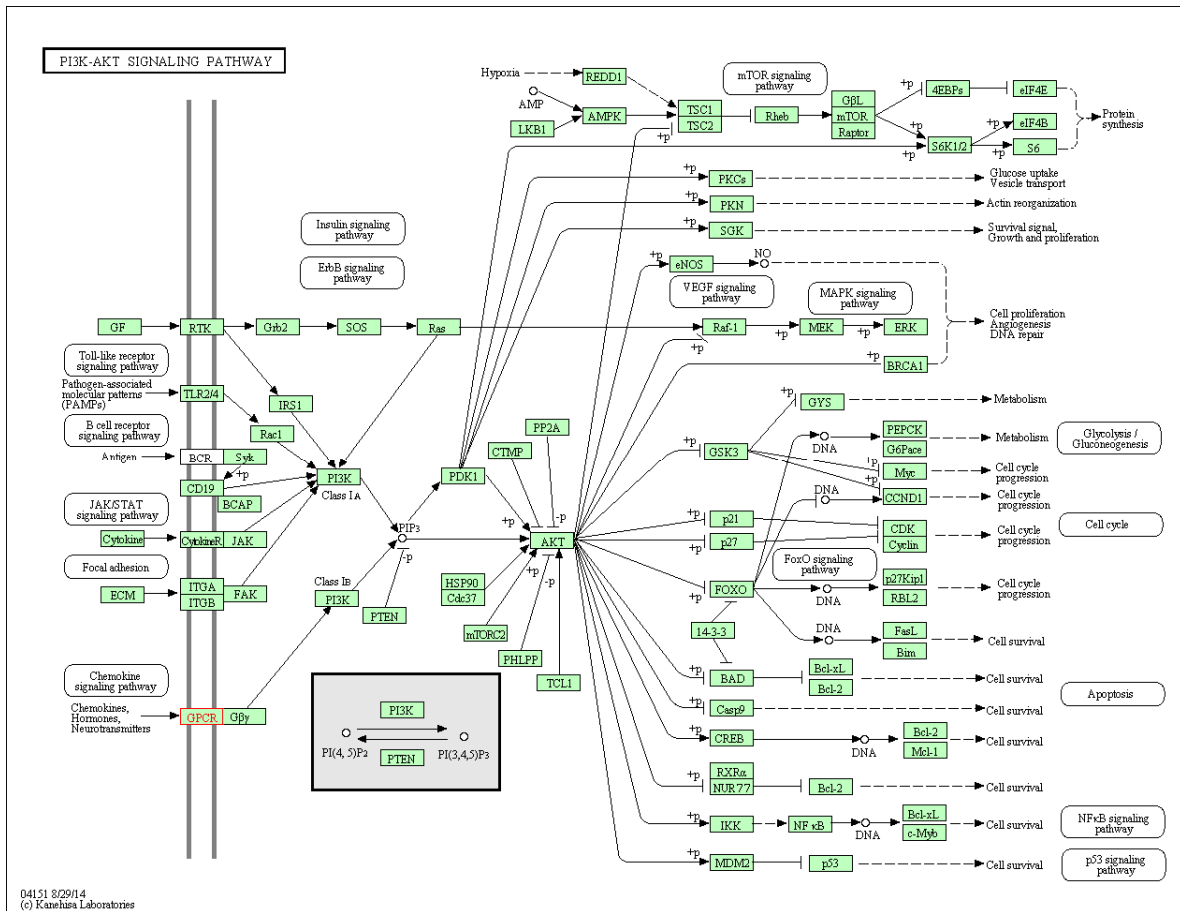 PI3K-AKT SIGNALING PATHWAY
Hypoxia
REDD1
AMP
LKB1
AMPK
TSC1
TSC2
Rheb
mTOR signaling
pathway
GβL
mTOR
Raptor
+p
4EBPs
eIF4E
+p
S6K1/2
+p
+p
eIF4B
+p
S6
Protein
synthesis
+p
+p
PKCs
Glucose uptake
Vesicle transport
+p
PKN
Actin reorganization
+p
SGK
Survival signal,
Growth and proliferation
Insulin signaling
pathway
ErbB signaling
pathway
+p
eNOS
NO
VEGF signaling
pathway
MAPK signaling
pathway
GF
RTK
Grb2
SOS
Ras
Raf-1
+p
MEK
+p
ERK
+p
+p
BRCA1
Cell proliferation
Angiogenesis
DNA repair
Toll-like receptor
signaling pathway
Pathogen-associated
molecular patterns
(PAMPs)
TLR2/4
IRS1
Rac1
B cell receptor
signaling pathway
Antigen
BCR
Syk
+p
CD19
BCAP
PI3K
Class IA
PDK1
CTMP
PP2A
+p
GSK3
+p
GYS
Metabolism
DNA
PEPCK
G6Pace
Metabolism
Glycolysis /
Gluconeogenesis
+p
Myc
Cell cycle
progression
DNA
+p
CCND1
Cell cycle
progression
JAK/STAT
signaling pathway
Cytokine
CytokineR
JAK
PIP3
-p
+p
-p
AKT
+p
p21
+p
p27
CDK
Cyclin
Cell cycle
progression
Cell cycle
Focal adhesion
ECM
ITGA
ITGB
FAK
Class IB
PI3K
PTEN
HSP90
Cdc37
+p
-p
mTORC2
PHLPP
TCL1
+p
FOXO
FoxO signaling
pathway
DNA
p27Kip1
RBL2
Cell cycle
progression
14-3-3
DNA
FasL
Bim
Cell survival
+p
BAD
Bcl-xL
Bcl-2
Cell survival
Apoptosis
+p
Casp9
Cell survival
+p
CREB
DNA
Bcl-2
Mcl-1
Cell survival
+p
RXRα
NUR77
Bcl-2
Cell survival
+p
IKK
NFκB
DNA
Bcl-xL
c-Myb
Cell survival
NFκB signaling
pathway
+p
MDM2
p53
Cell survival
p53 signaling
pathway
Chemokine
signaling pathway
Chemokines,
Hormones,
Neurotransmitters
GPCR
Gβγ
PI3K
PI(4, 5)P2
PTEN
PI(3,4,5)P3
04151 8/29/14
(c) Kanehisa Laboratories